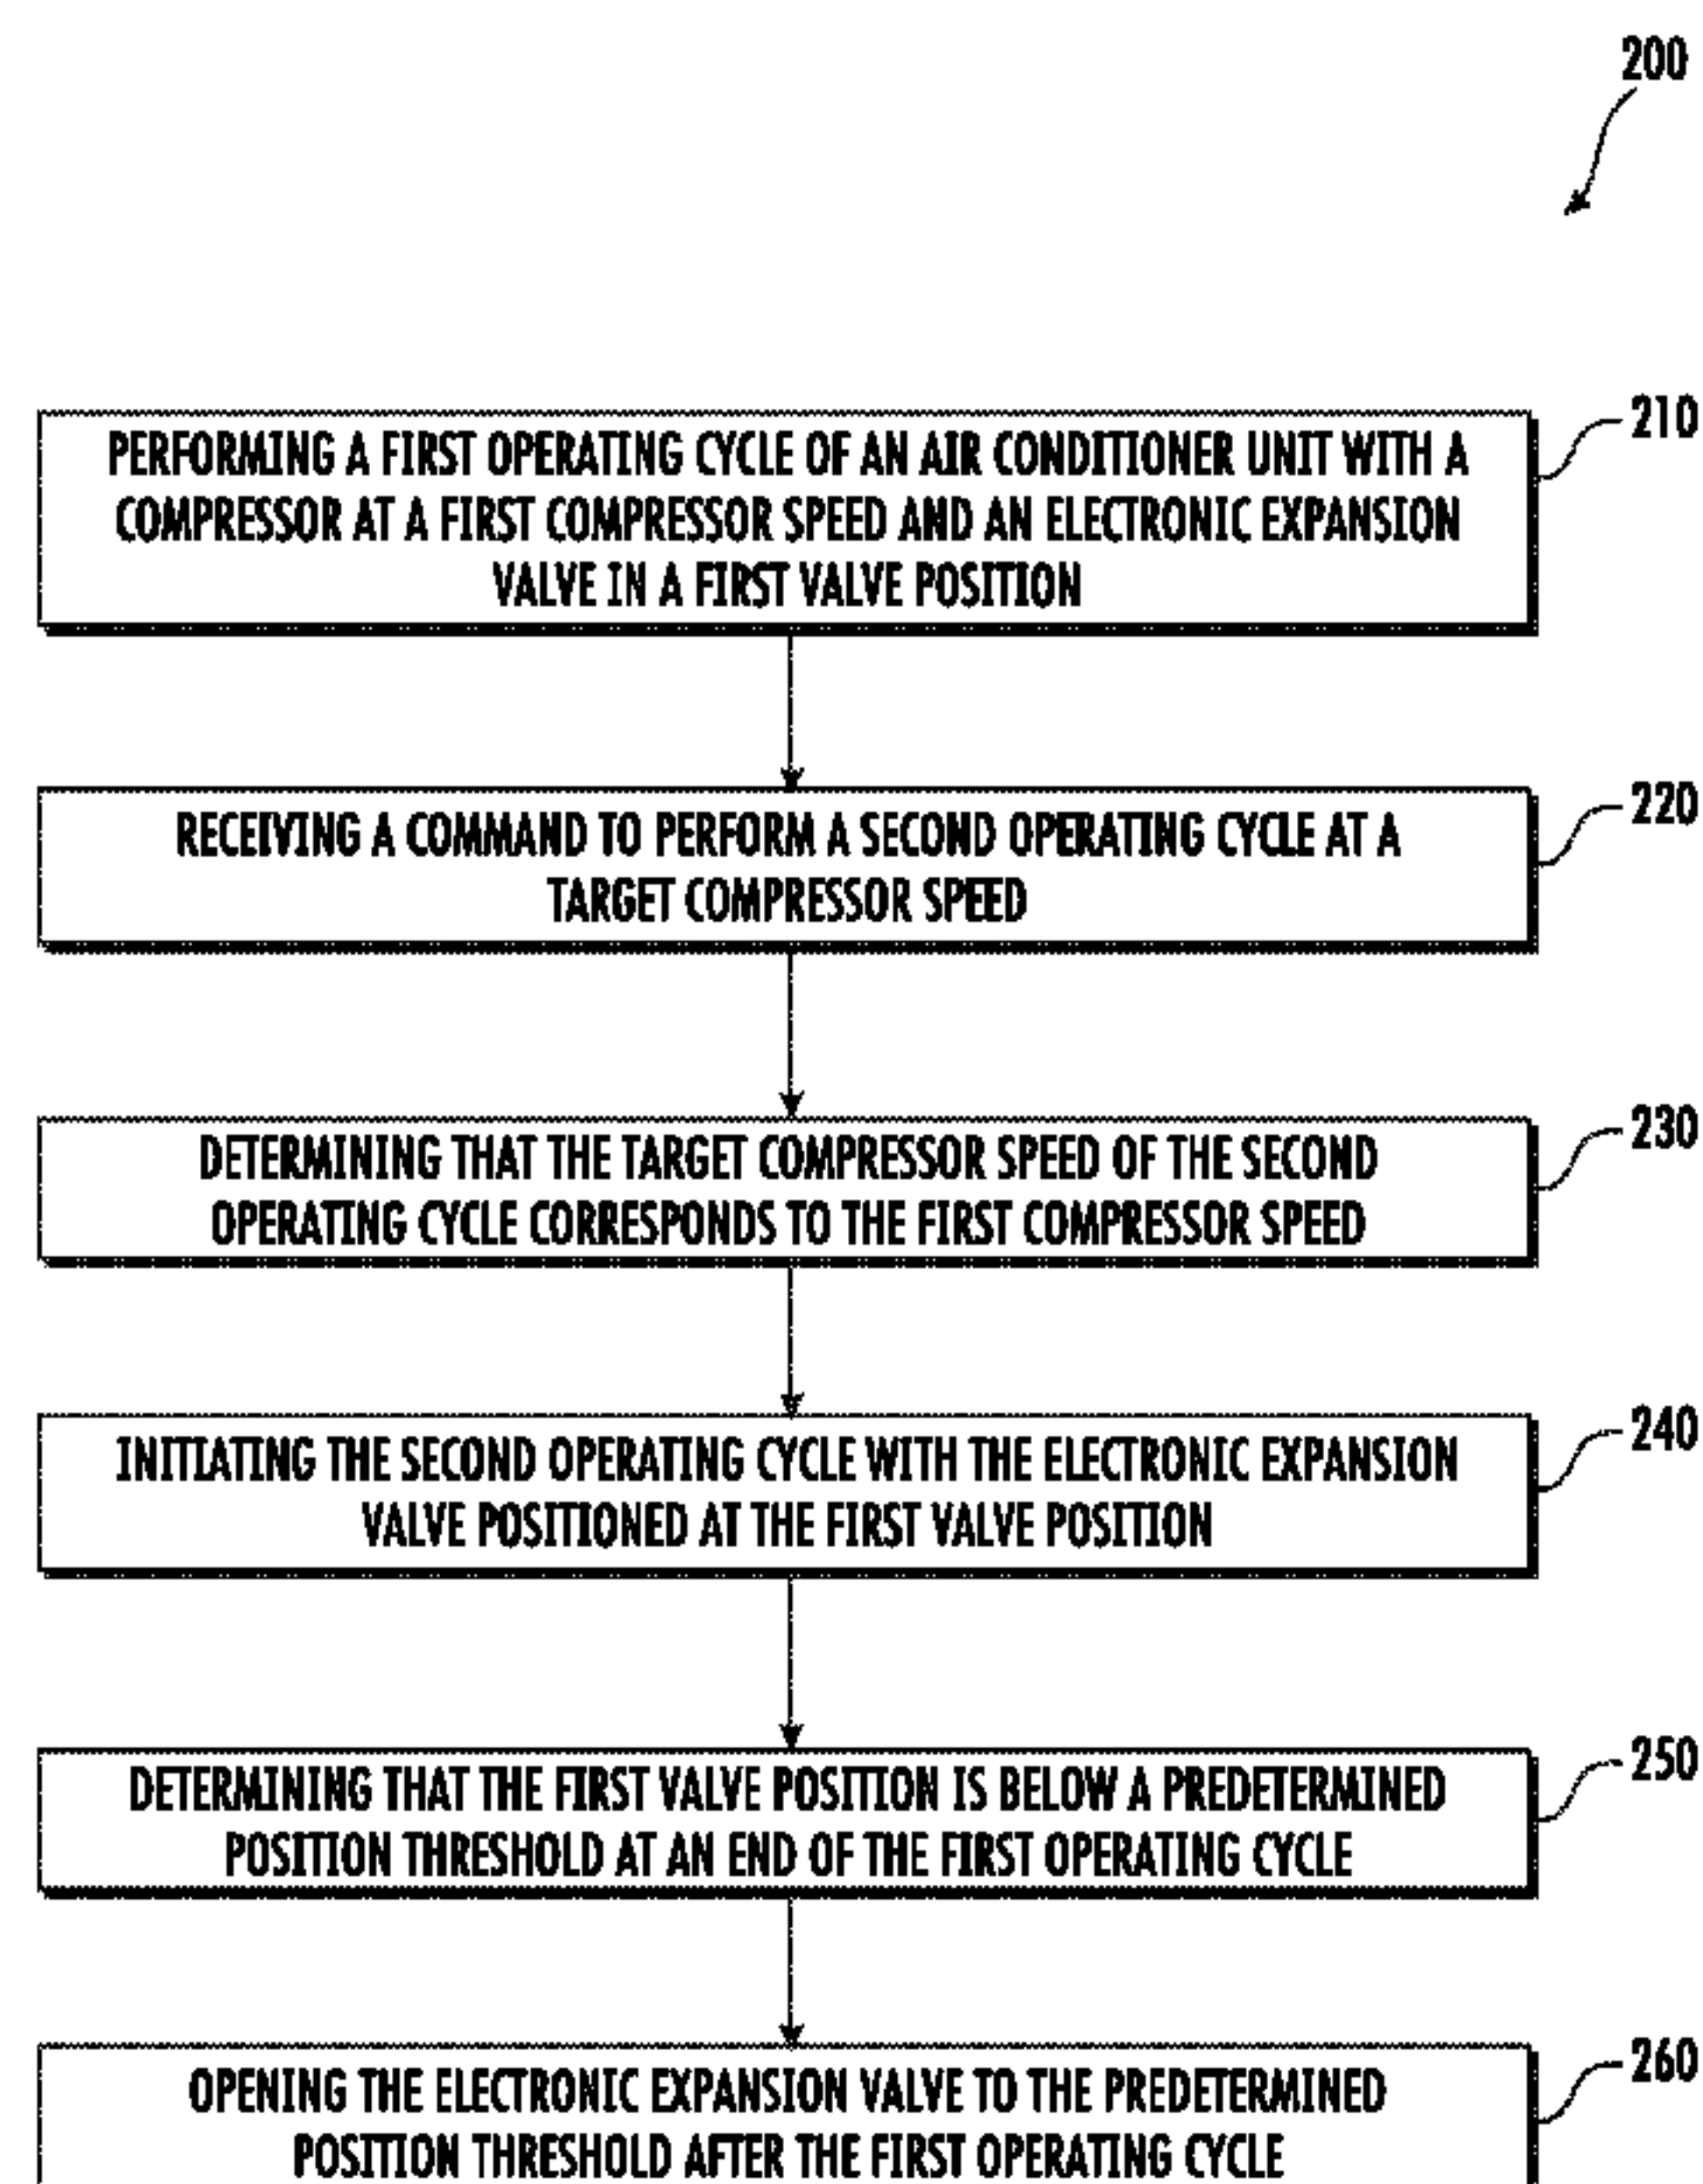 200
PERFORMING A FIRST OPERATING CYCLE OF AN AIR CONDITIONER UNIT WITH A
COMPRESSOR AT A FIRST COMPRESSOR SPEED AND AN ELECTRONIC EXPANSION
VALVE IN A FIRST VALVE POSITION
210
RECEIVING A COMMAND TO PERFORM A SECOND OPERATING CYCLE AT A
TARGET COMPRESSOR SPEED
220
DETERMINING THAT THE TARGET COMPRESSOR SPEED OF THE SECOND
OPERATING CYCLE CORRESPONDS TO THE FIRST COMPRESSOR SPEED
230
INITIATING THE SECOND OPERATING CYCLE WITH THE ELECTRONIC EXPANSION
VALVE POSITIONED AT THE FIRST VALVE POSITION
240
DETERMINING THAT THE FIRST VALVE POSITION IS BELOW A PREDETERMINED
POSITION THRESHOLD AT AN END OF THE FIRST OPERATING CYCLE
250
OPENING THE ELECTRONIC EXPANSION VALVE TO THE PREDETERMINED
POSITION THRESHOLD AFTER THE FIRST OPERATING CYCLE
260